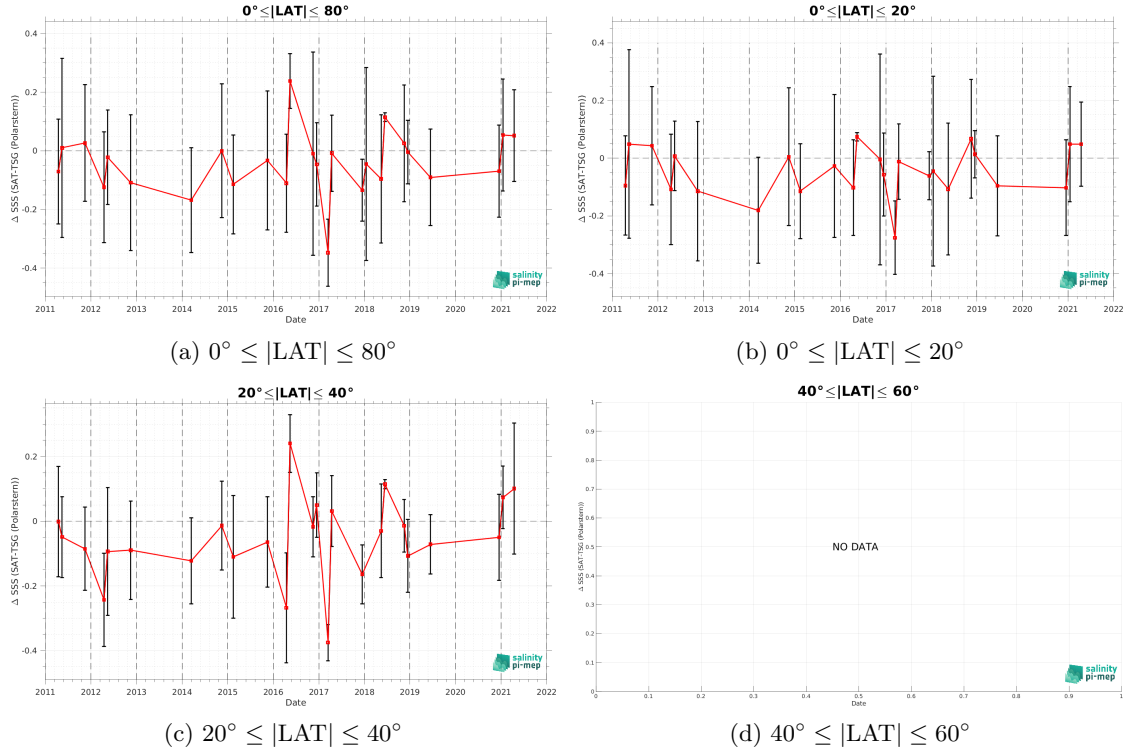 0°≤|LAT|≤ 80°
Δ SSS (SAT-TSG (Polarstern))
0.4
0.2
0
-0.2
-0.4
salinity
pi-mep
2011 2012 2013 2014 2015 2016 2017 2018 2019 2020 2021 2022
Date
(a) 0° ≤ |LAT| ≤ 80°
0°≤|LAT|≤ 20°
Δ SSS (SAT-TSG (Polarstern))
0.4
0.2
0
-0.2
-0.4
salinity
pi-mep
2011 2012 2013 2014 2015 2016 2017 2018 2019 2020 2021 2022
Date
(b) 0° ≤ |LAT| ≤ 20°
20°≤|LAT|≤ 40°
Δ SSS (SAT-TSG (Polarstern))
0.2
0
-0.2
-0.4
salinity
pi-mep
2011 2012 2013 2014 2015 2016 2017 2018 2019 2020 2021 2022
Date
(c) 20° ≤ |LAT| ≤ 40°
40°≤|LAT|≤ 60°
Δ SSS (SAT-TSG (Polarstern))
1
0.9
0.8
0.7
0.6
0.5
0.4
0.3
0.2
0.1
0
NO DATA
salinity
pi-mep
0 0.1 0.2 0.3 0.4 0.5 0.6 0.7 0.8 0.9 1
Date
(d) 40° ≤ |LAT| ≤ 60°